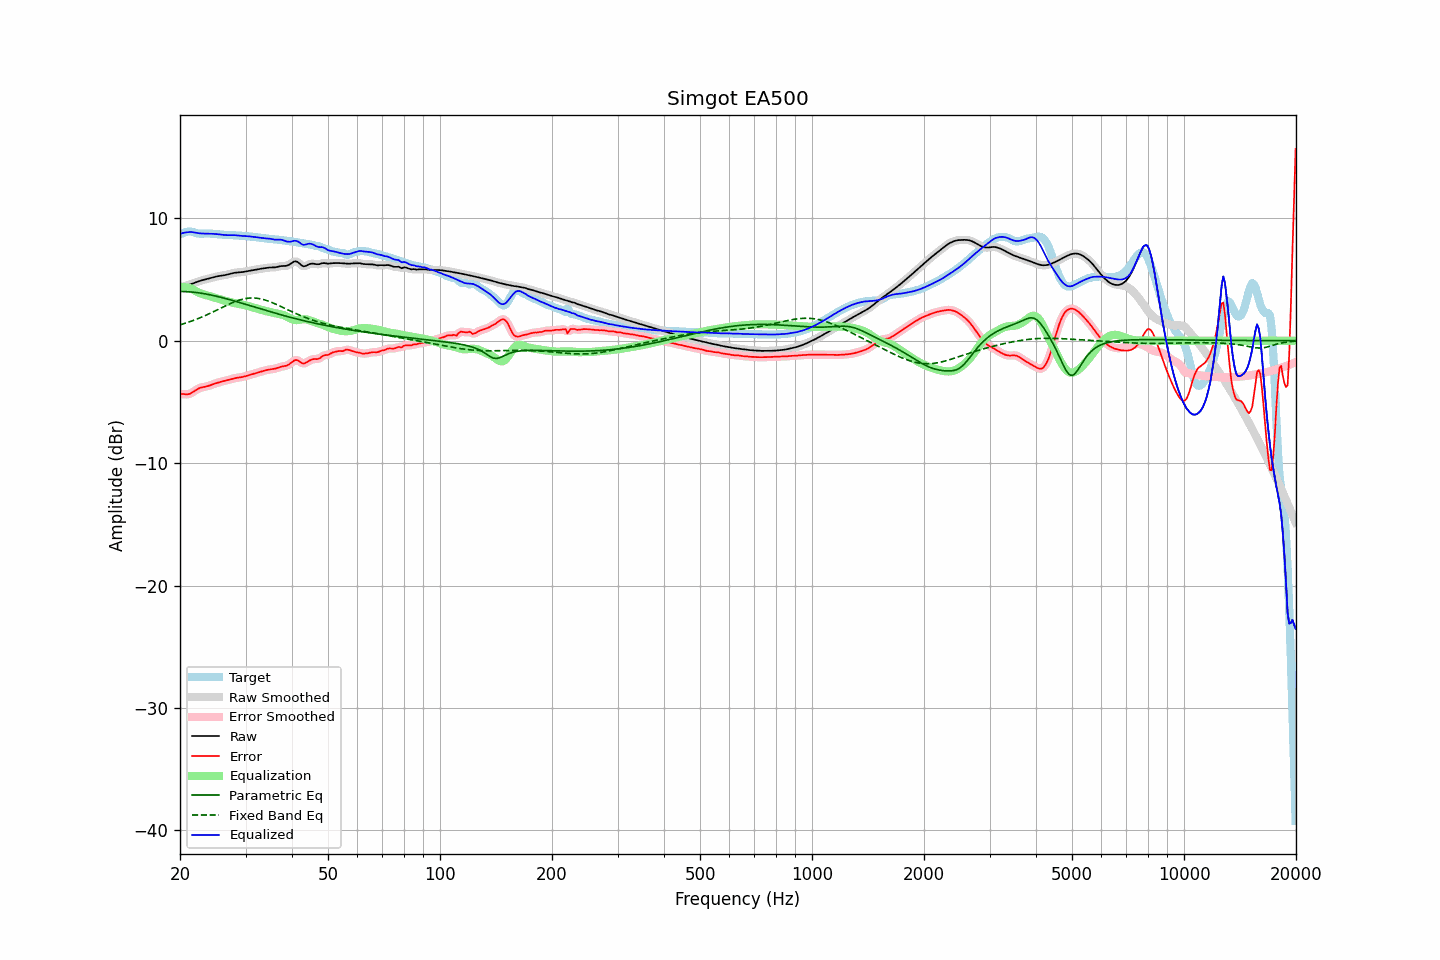 Simgot EA500
Amplitude (dBr)
10
0
−10
−20
−30
−40
Target
Raw Smoothed
Error Smoothed
Raw
Error
Equalization
Parametric Eq
Fixed Band Eq
Equalized
20 50 100 200 500 1000 2000 5000 10000 20000
Frequency (Hz)